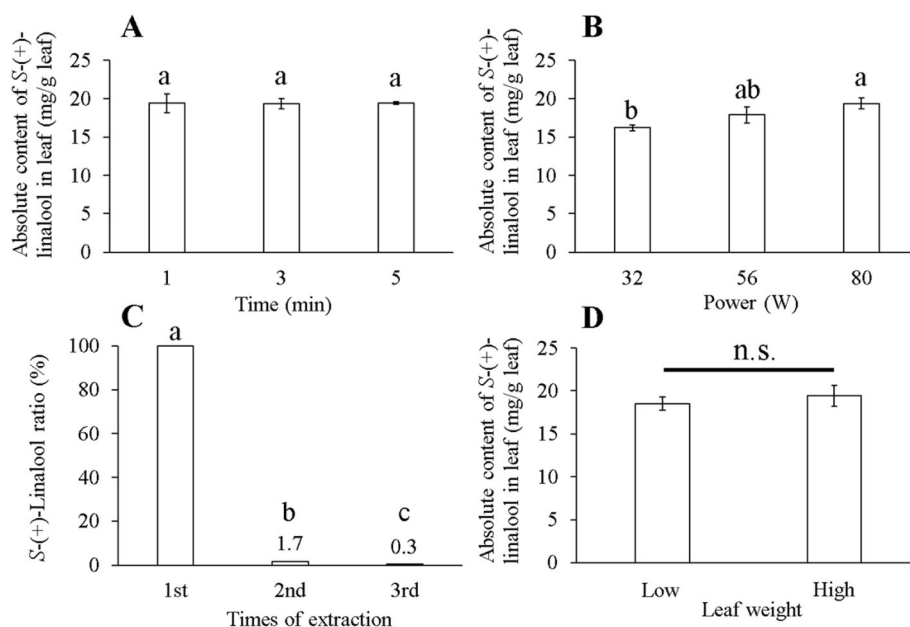 A
Absolute content of S-(+)-
linalool in leaf (mg/g leaf)
25
20
15
10
5
0
a
a
a
1
3
5
Time (min)
B
Absolute content of S-(+)-
linalool in leaf (mg/g leaf)
25
20
15
10
5
0
b
ab
a
32
56
80
Power (W)
C
S-(+)-Linalool ratio (%)
100
80
60
40
20
0
a
b
c
1.7
0.3
1st
2nd
3rd
Times of extraction
D
Absolute content of S-(+)-
linalool in leaf (mg/g leaf)
25
20
15
10
5
0
n.s.
Low
High
Leaf weight